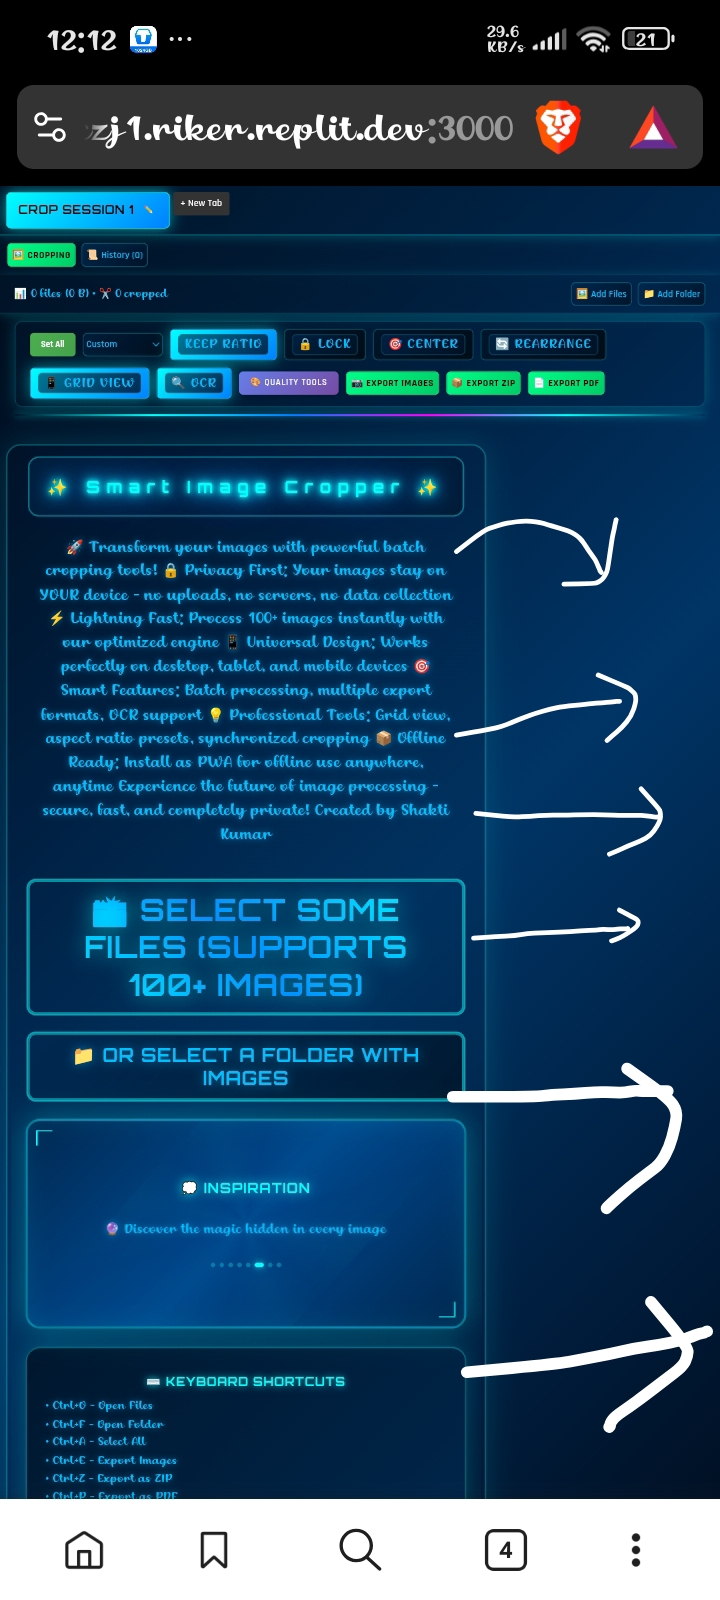 12:12
29.6 KB/s
21
zj1.riker.replit.dev:3000
CROP SESSION 1
+ New Tab
CROPPING
History (0)
0 files (0 B) • 0 cropped
Add Files
Add Folder
Set All
Custom
KEEP RATIO
LOCK
CENTER
REARRANGE
GRID VIEW
OCR
QUALITY TOOLS
EXPORT IMAGES
EXPORT ZIP
EXPORT PDF
✨ Smart Image Cropper ✨
🚀 Transform your images with powerful batch
cropping tools! 🔒 Privacy First: Your images stay on
YOUR device - no uploads, no servers, no data collection
⚡ Lightning Fast: Process 100+ images instantly with
our optimized engine 📱 Universal Design: Works
perfectly on desktop, tablet, and mobile devices 🎯
Smart Features: Batch processing, multiple export
formats, OCR support 💡 Professional Tools: Grid view,
aspect ratio presets, synchronized cropping 📦 Offline
Ready: Install as PWA for offline use anywhere,
anytime Experience the future of image processing -
secure, fast, and completely private! Created by Shakti
Kumar
SELECT SOME
FILES (SUPPORTS
100+ IMAGES)
📁 OR SELECT A FOLDER WITH
IMAGES
💭 INSPIRATION
🔮 Discover the magic hidden in every image
⌨️ KEYBOARD SHORTCUTS
• Ctrl+O - Open Files
• Ctrl+F - Open Folder
• Ctrl+A - Select All
• Ctrl+E - Export Images
• Ctrl+Z - Export as ZIP
• Ctrl+P - Export as PDF
4